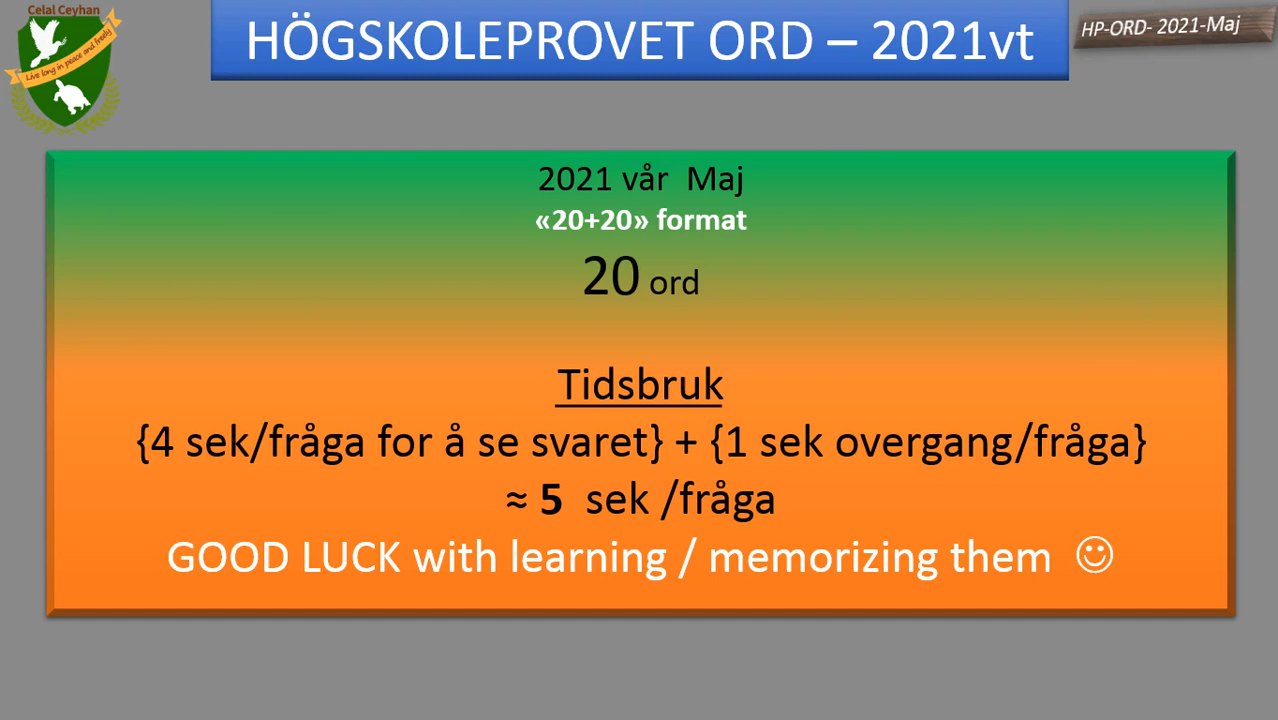 Celal Ceyhan
Live long in peace and freely
HÖGSKOLEPROVET ORD – 2021vt
HP-ORD- 2021-Maj
2021 vår Maj
«20+20» format
20 ord
Tidsbruk
{4 sek/fråga for å se svaret} + {1 sek overgang/fråga}
≈ 5 sek /fråga
GOOD LUCK with learning / memorizing them ☺